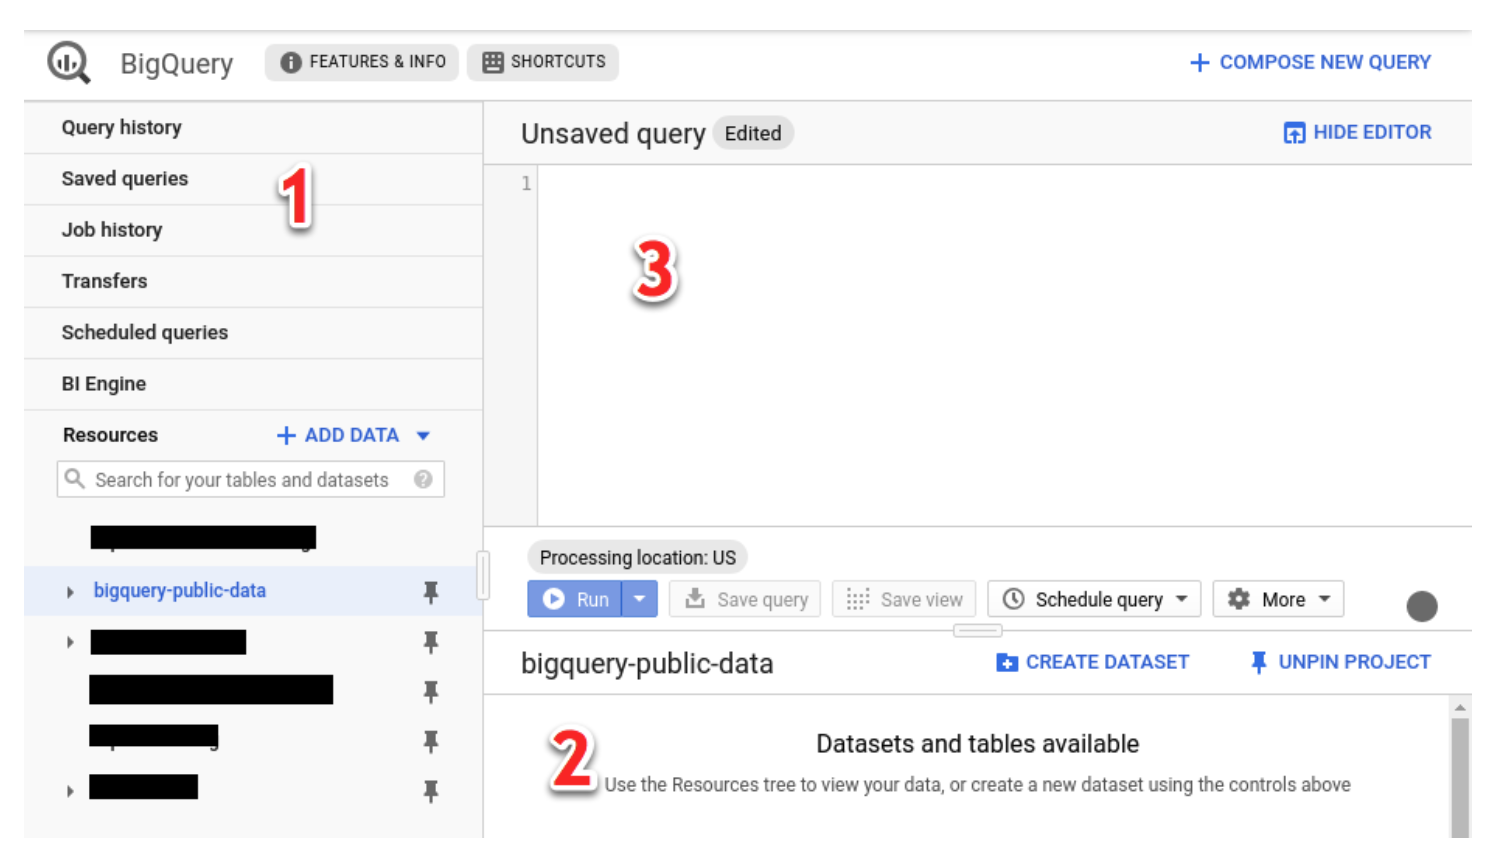 BigQuery FEATURES & INFO SHORTCUTS + COMPOSE NEW QUERY
Query history
Saved queries
1
Job history
Transfers
Scheduled queries
BI Engine
Resources + ADD DATA
Search for your tables and datasets ?
bigquery-public-data
Unsaved query Edited HIDE EDITOR
1
3
Processing location: US
Run Save query Save view Schedule query More
bigquery-public-data CREATE DATASET UNPIN PROJECT
2
Datasets and tables available
Use the Resources tree to view your data, or create a new dataset using the controls above